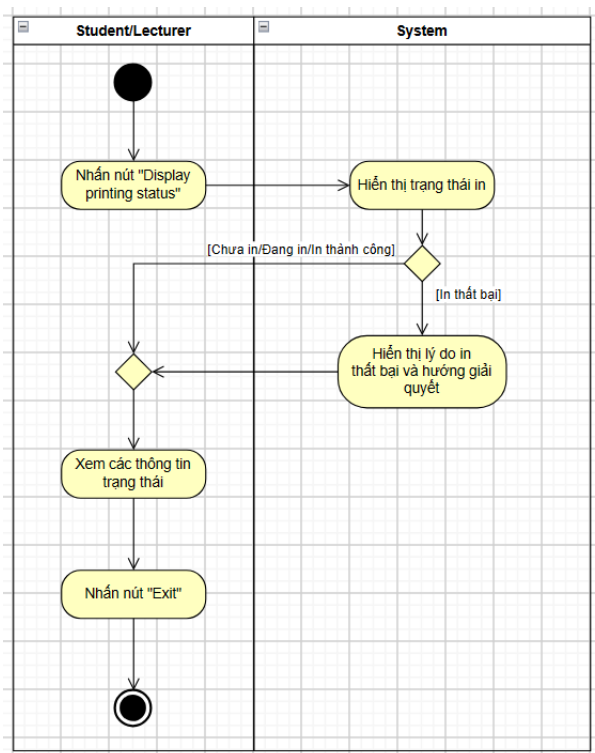 Student/Lecturer
System
Nhấn nút "Display
printing status"
Hiển thị trạng thái in
[Chưa in/Đang in/In thành công]
[In thất bại]
Hiển thị lý do in
thất bại và hướng giải
quyết
Xem các thông tin
trạng thái
Nhấn nút "Exit"